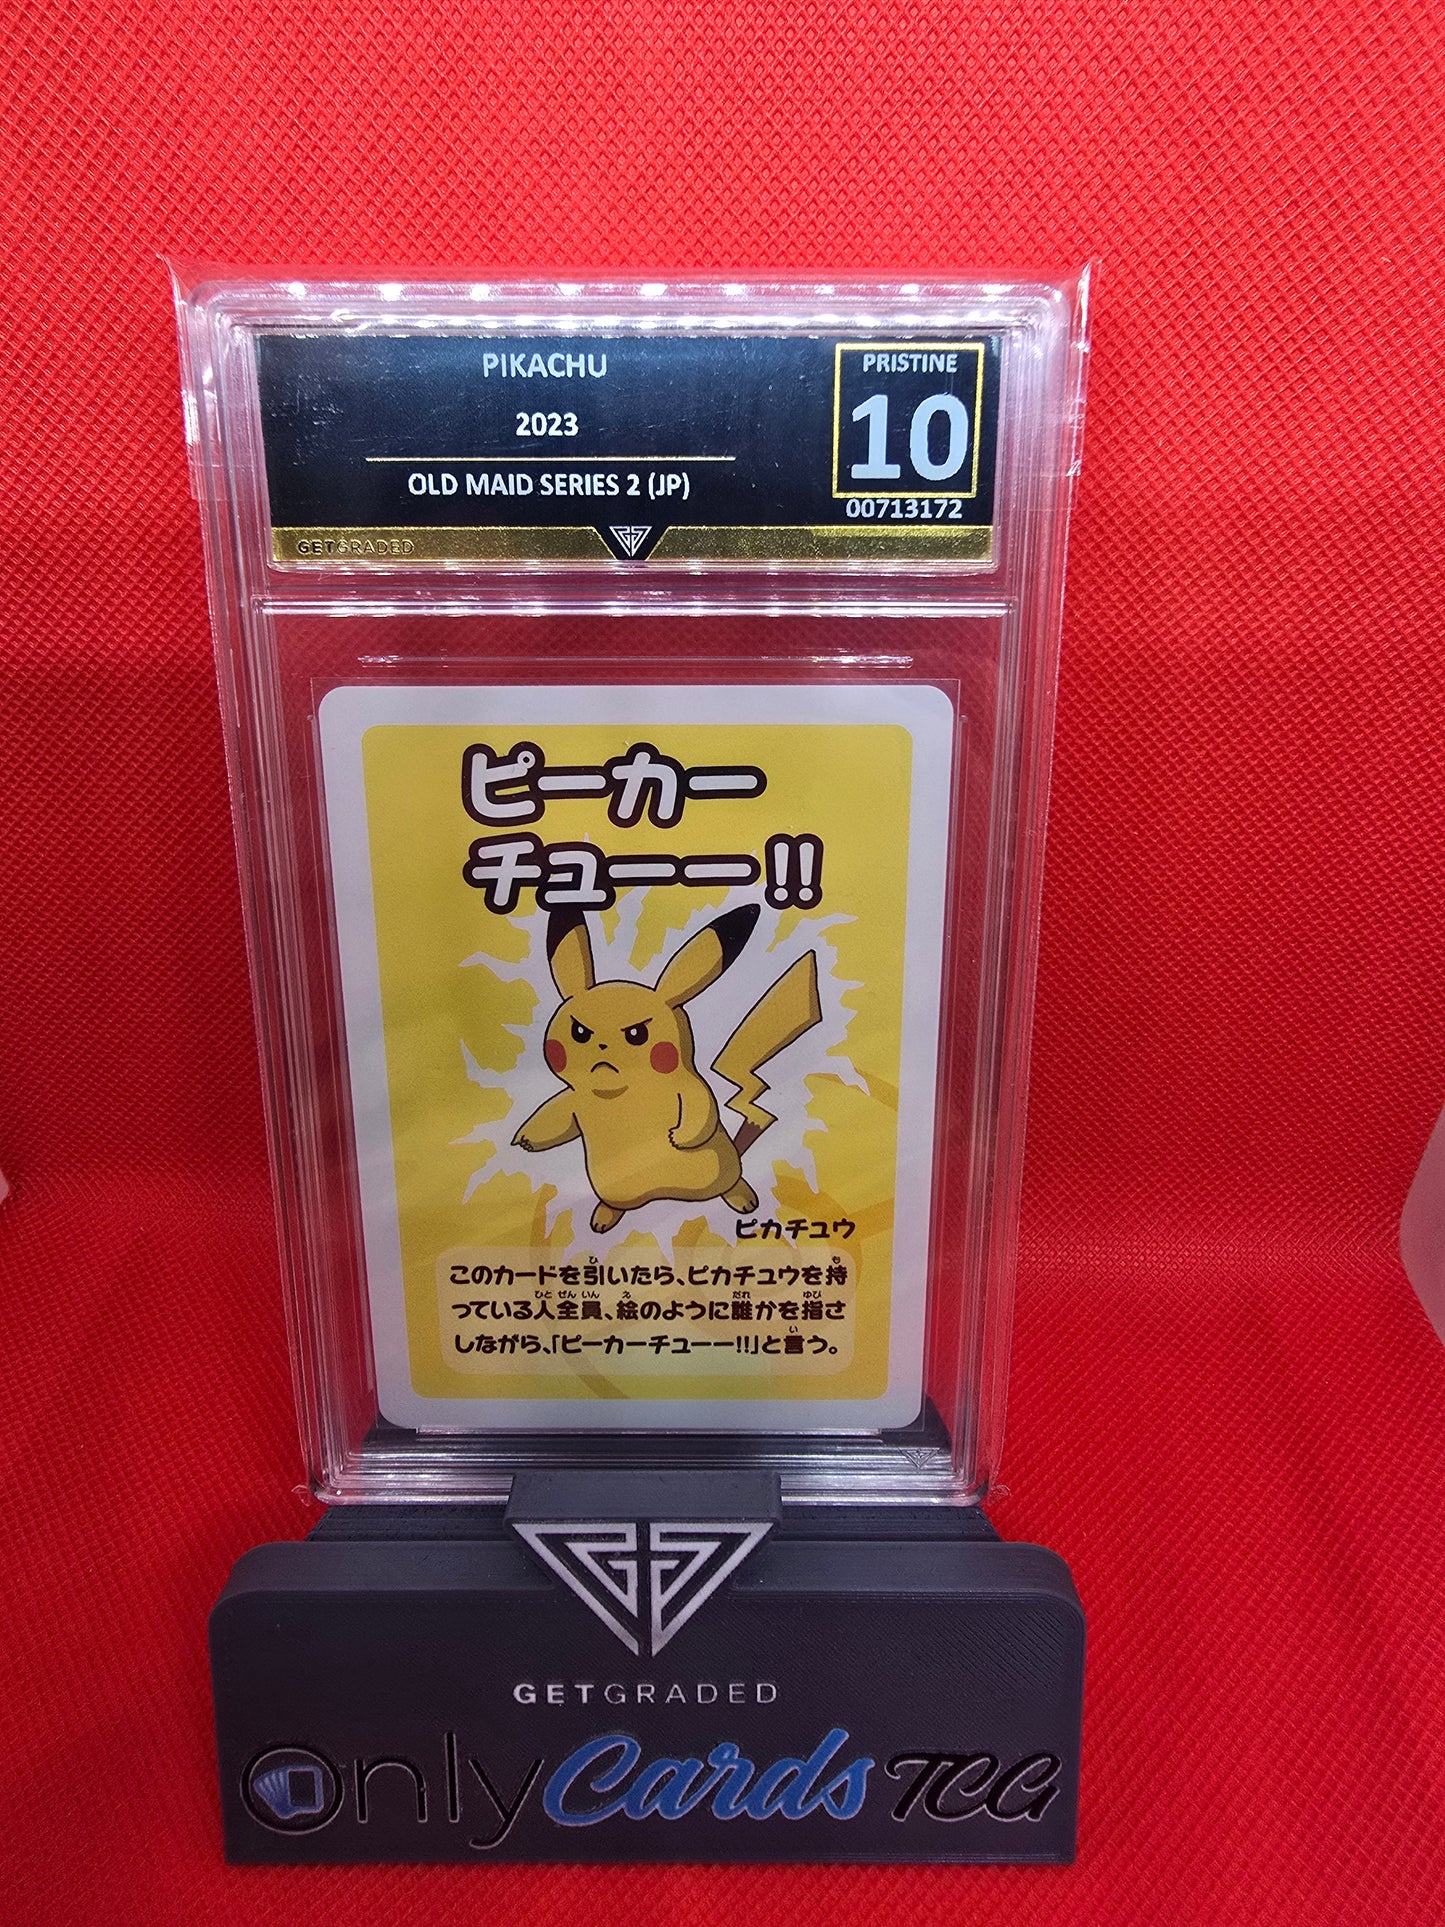 PIKACHU
2023
OLD MAID SERIES 2 (JP)
PRISTINE
10
00713172
GETGRADED
ピーカー
チューー!!
ピカチュウ
このカードを引いたら、ピカチュウを持
っている人全員、絵のように誰かを指さ
しながら、「ピーカーチューー!!」と言う。
GETGRADED
OnlyCards TCG